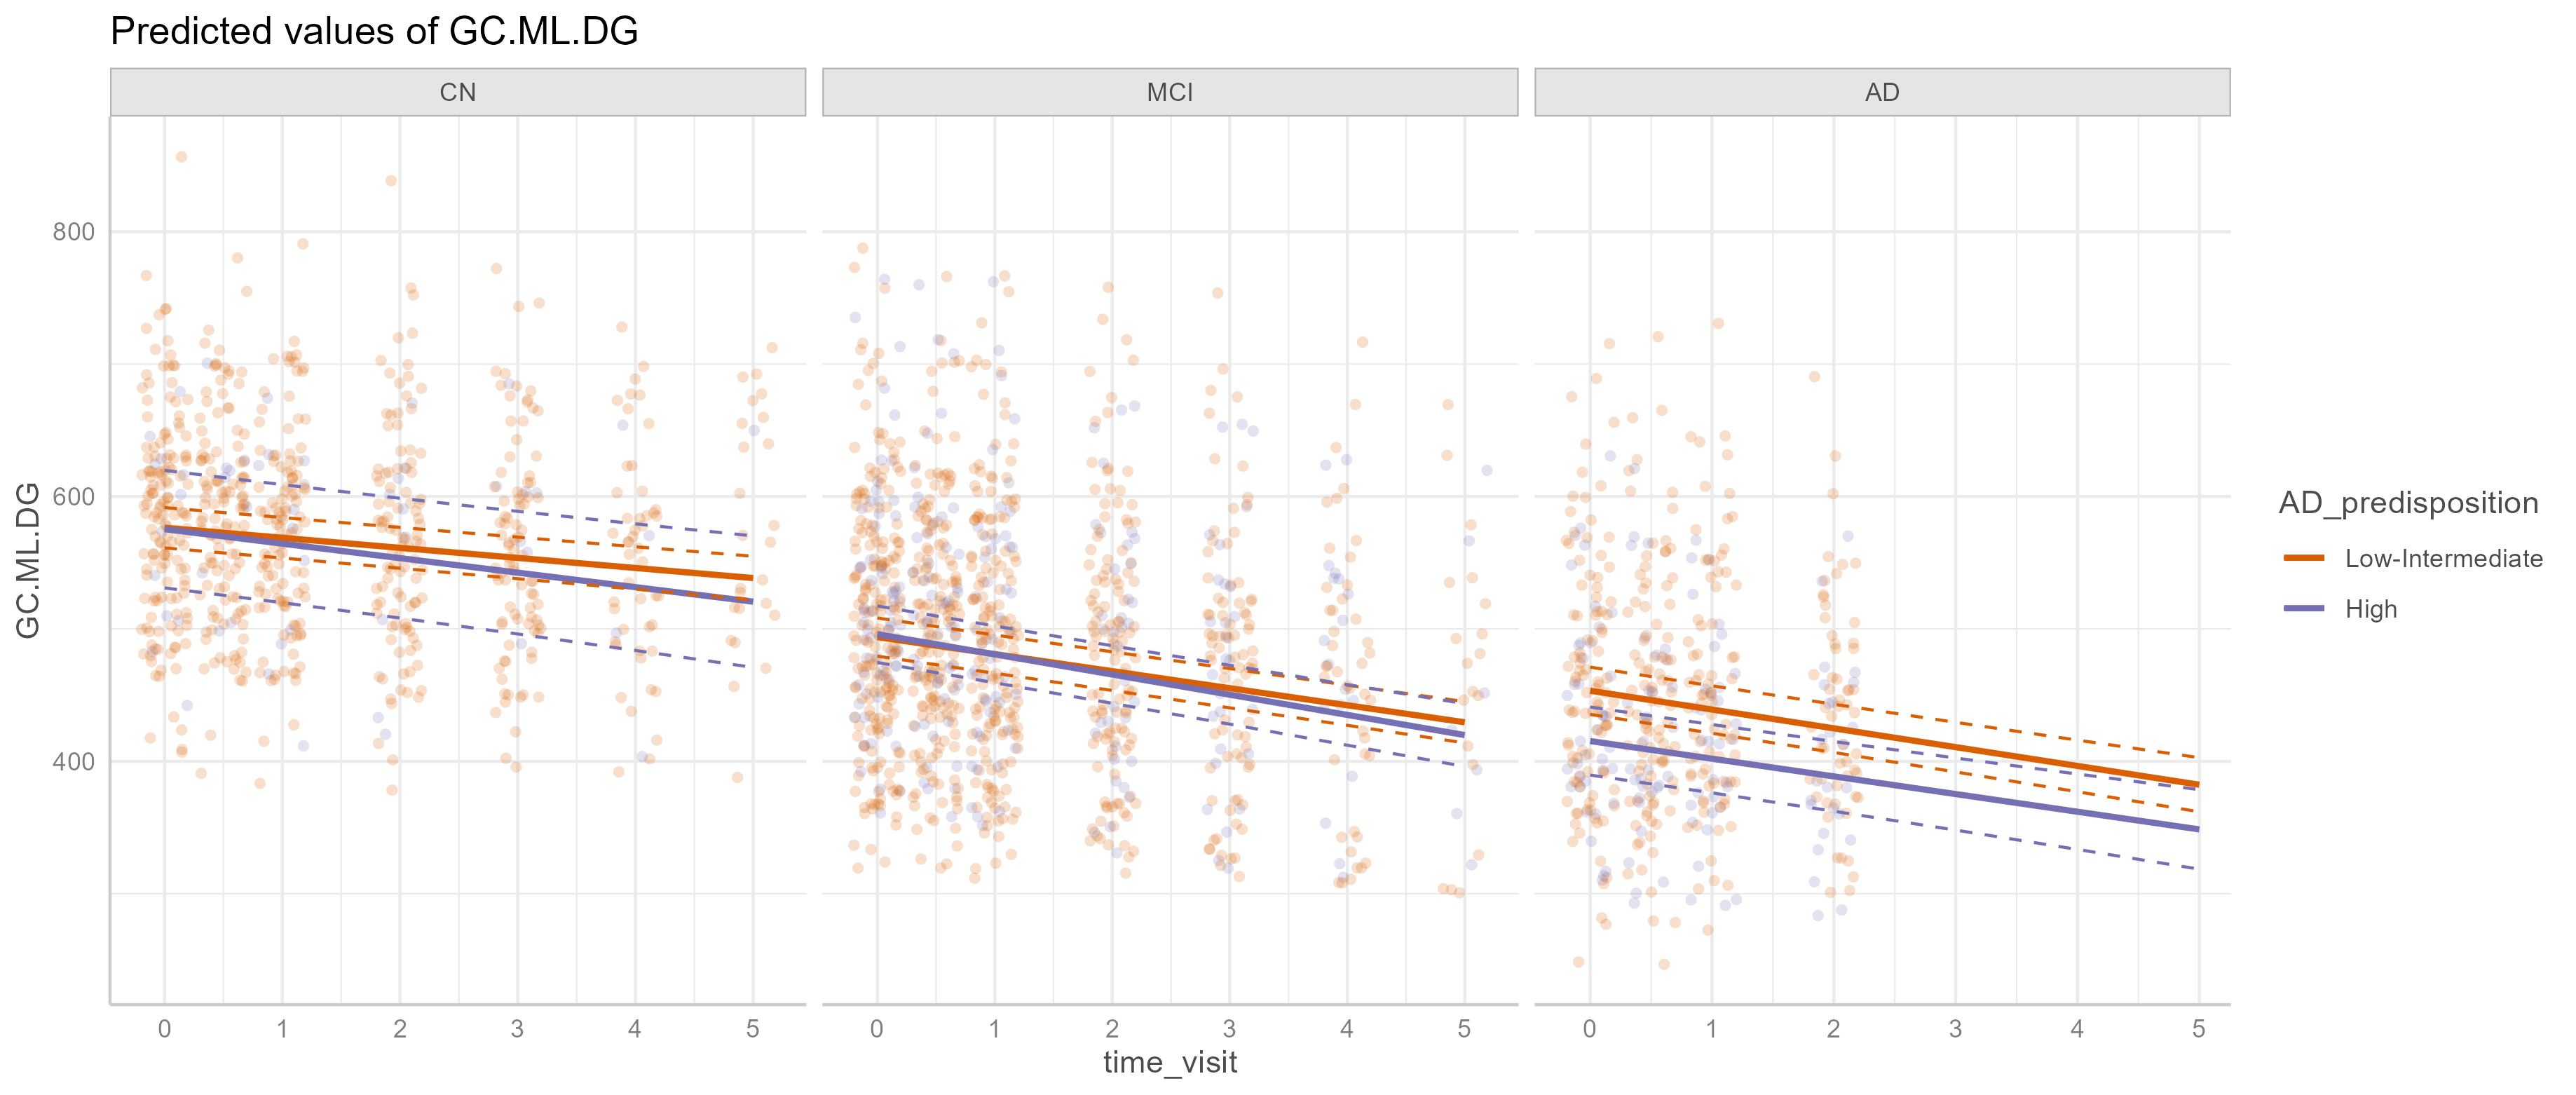 Predicted values of GC.ML.DG
CN MCI AD
800
600
400
GC.ML.DG
0 1 2 3 4 5 0 1 2 3 4 5 0 1 2 3 4 5
time_visit
AD_predisposition
Low-Intermediate
High